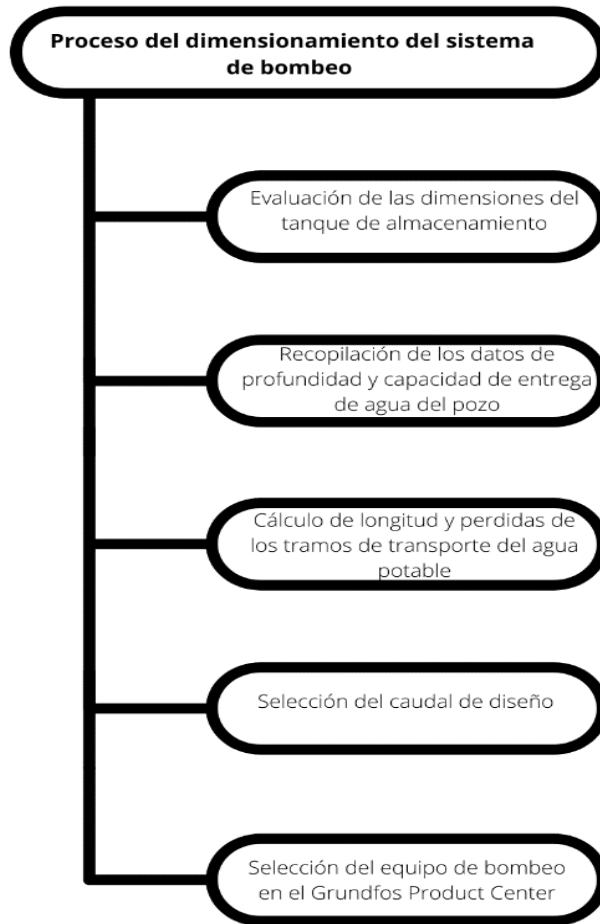 Proceso del dimensionamiento del sistema
de bombeo
Evaluación de las dimensiones del
tanque de almacenamiento
Recopilación de los datos de
profundidad y capacidad de entrega
de agua del pozo
Cálculo de longitud y perdidas de
los tramos de transporte del agua
potable
Selección del caudal de diseño
Selección del equipo de bombeo
en el Grundfos Product Center